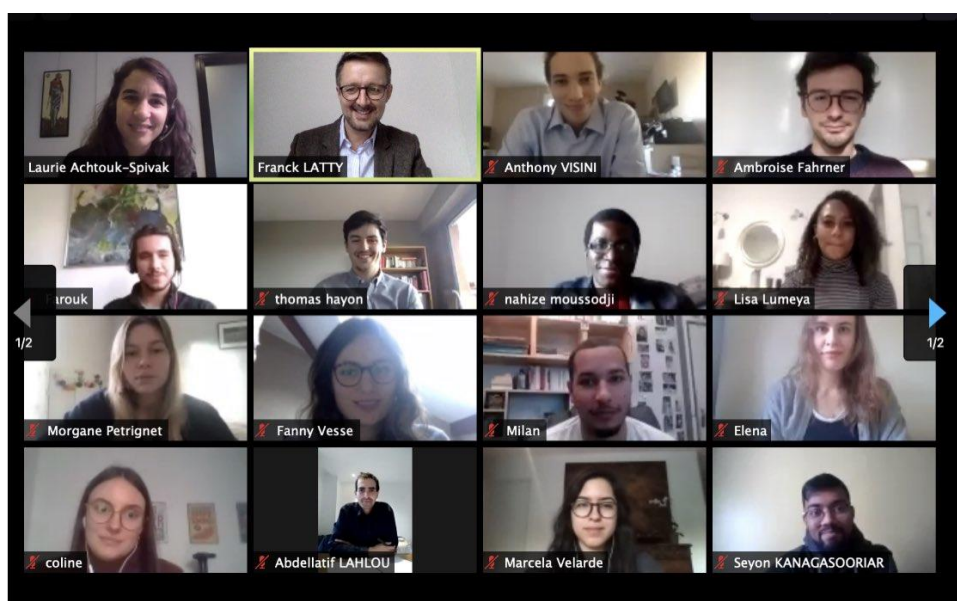 Laurie Achtouk-Spivak
Franck LATTY
Anthony VISINI
Ambroise Fahrner
arouk
thomas hayon
nahize moussodji
Lisa Lumeya
1/2
1/2
Morgane Petrignet
Fanny Vesse
Milan
Elena
coline
Abdellatif LAHLOU
Marcela Velarde
Seyon KANAGASOORIAR